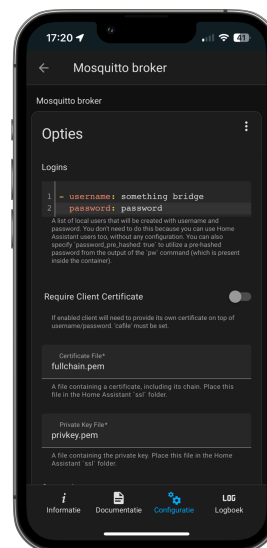 17:20
41
Mosquitto broker
Mosquitto broker
Opties
Logins
1 - username: something bridge
2 password: password
A list of local users that will be created with username and
password. You don't need to do this because you can use Home
Assistant users too, without any configuration. You can also
specify `password_pre_hashed: true` to utilize a pre-hashed
password from the output of the `pw` command (which is present
inside the container).
Require Client Certificate
If enabled client will need to provide its own certificate on top of
username/password. 'cafile' must be set.
Certificate File*
fullchain.pem
A file containing a certificate, including its chain. Place this
file in the Home Assistant `ssl` folder.
Private Key File*
privkey.pem
A file containing the private key. Place this file in the Home
Assistant `ssl` folder.
i LOG
Informatie Documentatie Configuratie Logboek